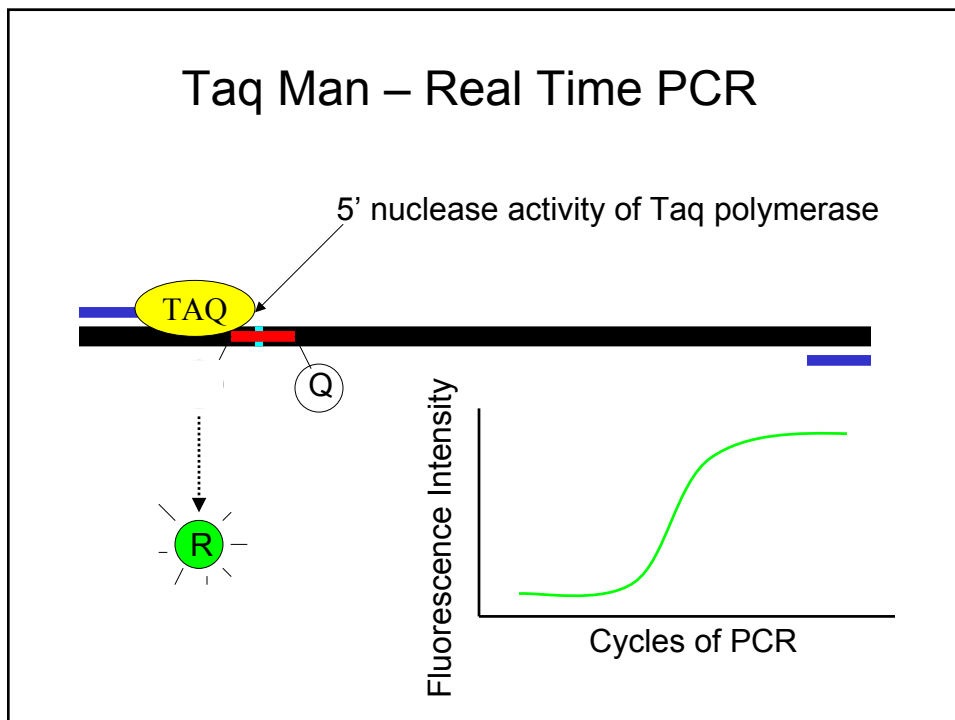 Taq Man – Real Time PCR
5’ nuclease activity of Taq polymerase
TAQ
Q
R
Fluorescence Intensity
Cycles of PCR